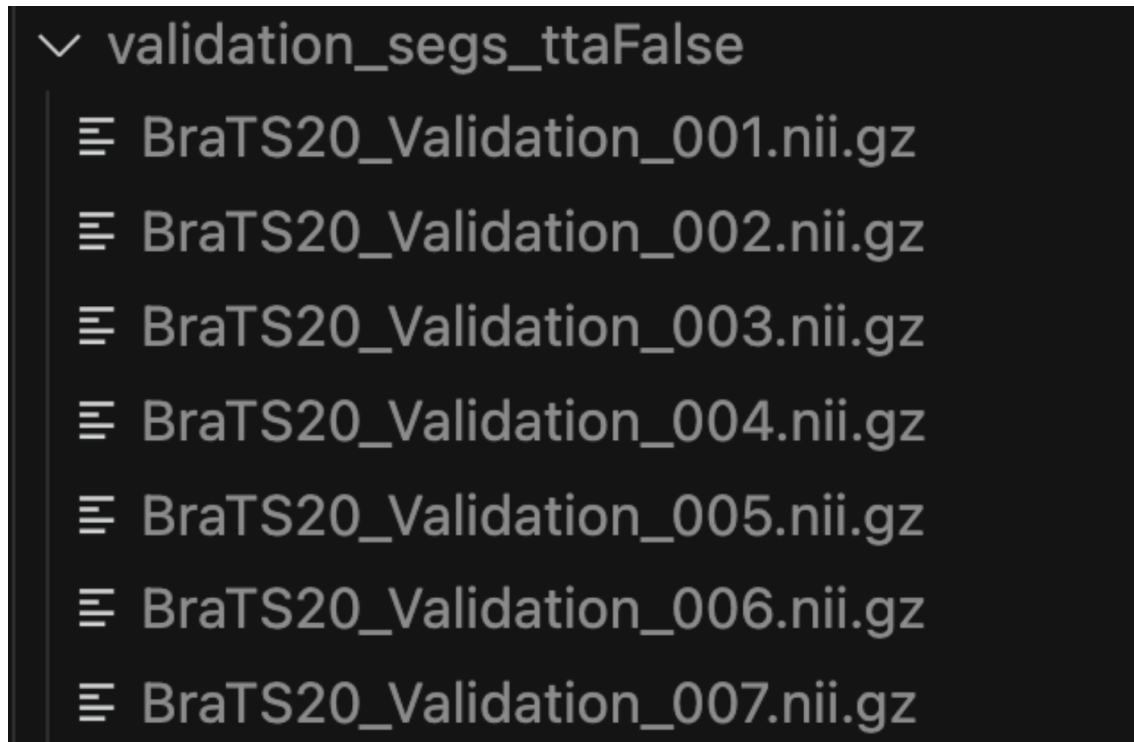 validation_segs_ttaFalse
BraTS20_Validation_001.nii.gz
BraTS20_Validation_002.nii.gz
BraTS20_Validation_003.nii.gz
BraTS20_Validation_004.nii.gz
BraTS20_Validation_005.nii.gz
BraTS20_Validation_006.nii.gz
BraTS20_Validation_007.nii.gz